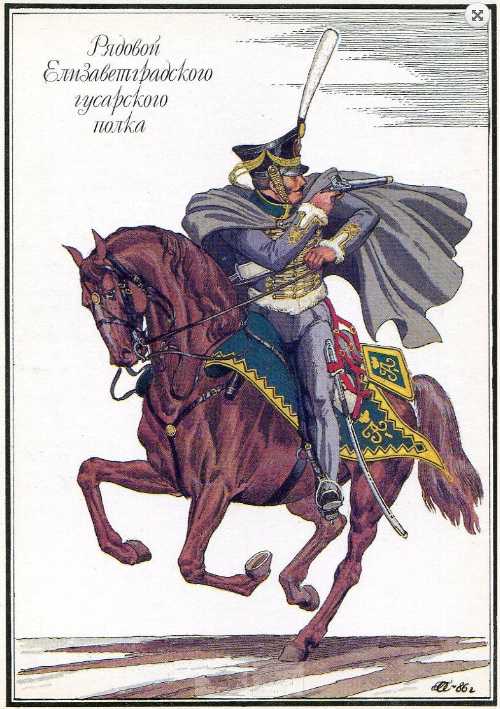 Рядовой
Елизаветградского
гусарского
полка